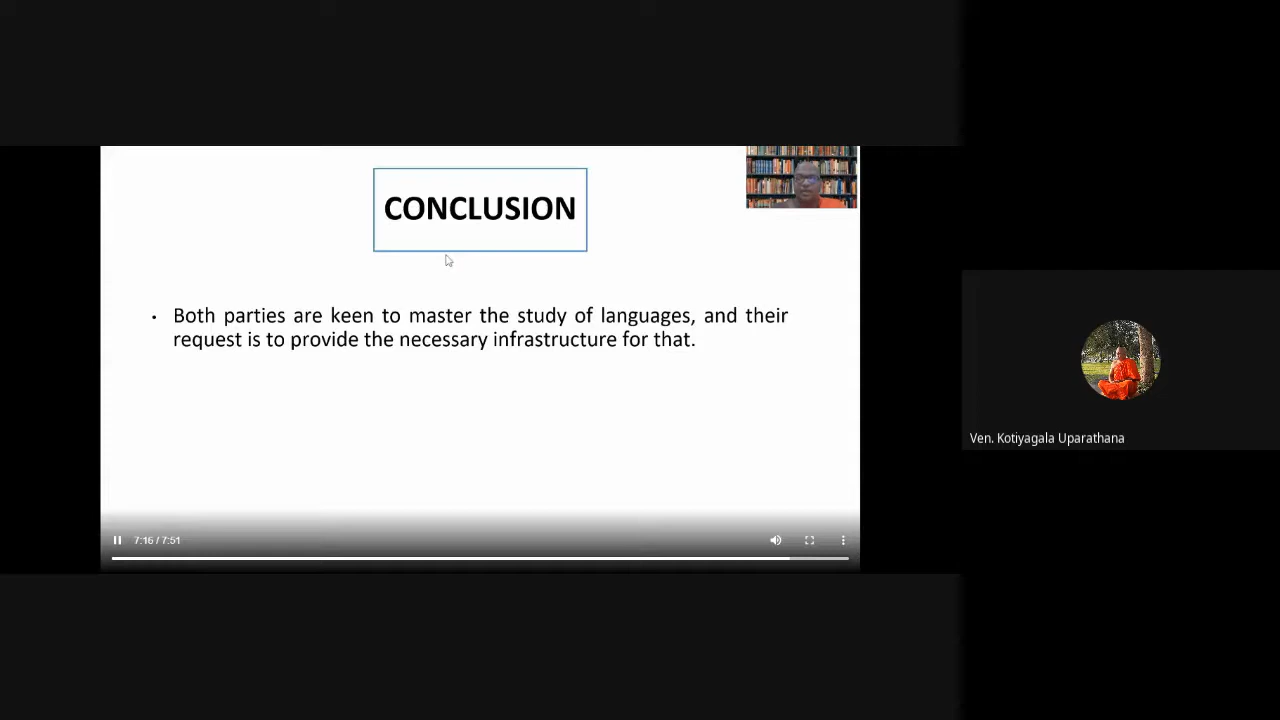 CONCLUSION
• Both parties are keen to master the study of languages, and their
request is to provide the necessary infrastructure for that.
7:16 / 7:51
Ven. Kotiyagala Uparathana